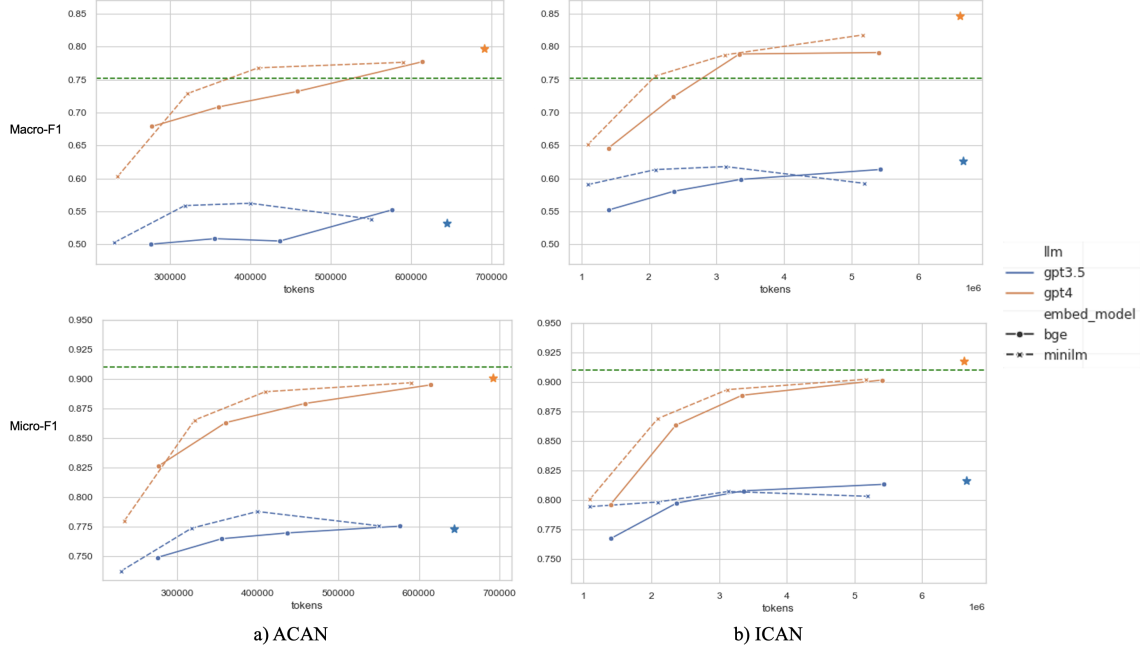 0.85
0.80
0.75
0.70
0.65
0.60
0.55
0.50
Macro-F1
300000 400000 500000 600000 700000
tokens
0.85
0.80
0.75
0.70
0.65
0.60
0.55
0.50
1 2 3 4 5 6
tokens
1e6
llm
gpt3.5
gpt4
embed_model
bge
minilm
0.950
0.925
0.900
0.875
0.850
0.825
0.800
0.775
0.750
Micro-F1
300000 400000 500000 600000 700000
tokens
0.950
0.925
0.900
0.875
0.850
0.825
0.800
0.775
0.750
1 2 3 4 5 6
tokens
1e6
a) ACAN
b) ICAN